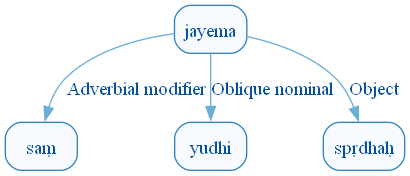 jayema
Adverbial modifier Oblique nominal Object
saṃ yudhi spṛdhaḥ